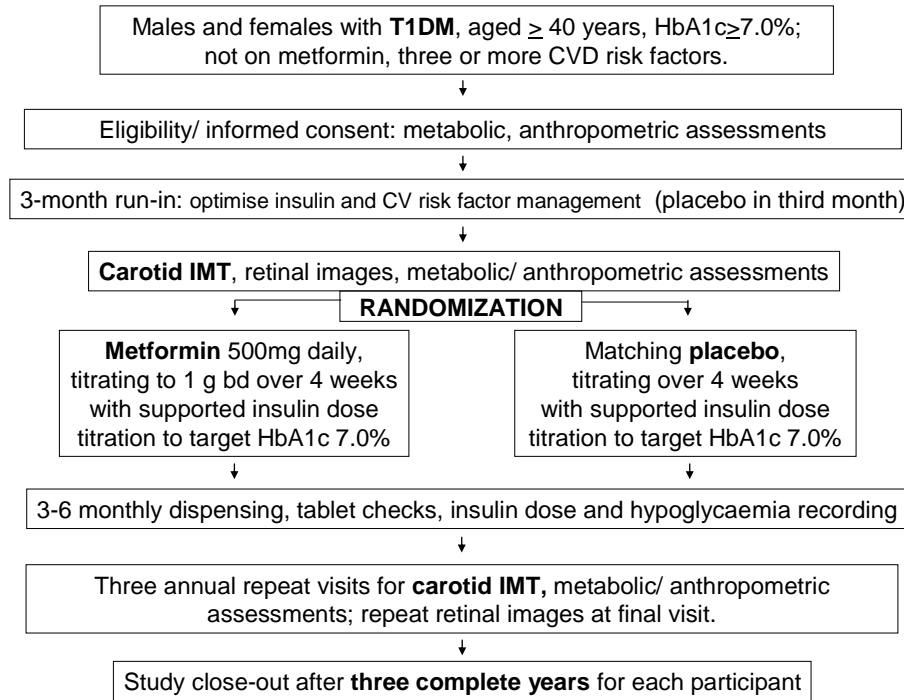 Males and females with T1DM, aged ≥ 40 years, HbA1c≥7.0%;
not on metformin, three or more CVD risk factors.
Eligibility/ informed consent: metabolic, anthropometric assessments
3-month run-in: optimise insulin and CV risk factor management (placebo in third month)
Carotid IMT, retinal images, metabolic/ anthropometric assessments
RANDOMIZATION
Metformin 500mg daily,
titrating to 1 g bd over 4 weeks
with supported insulin dose
titration to target HbA1c 7.0%
Matching placebo,
titrating over 4 weeks
with supported insulin dose
titration to target HbA1c 7.0%
3-6 monthly dispensing, tablet checks, insulin dose and hypoglycaemia recording
Three annual repeat visits for carotid IMT, metabolic/ anthropometric
assessments; repeat retinal images at final visit.
Study close-out after three complete years for each participant